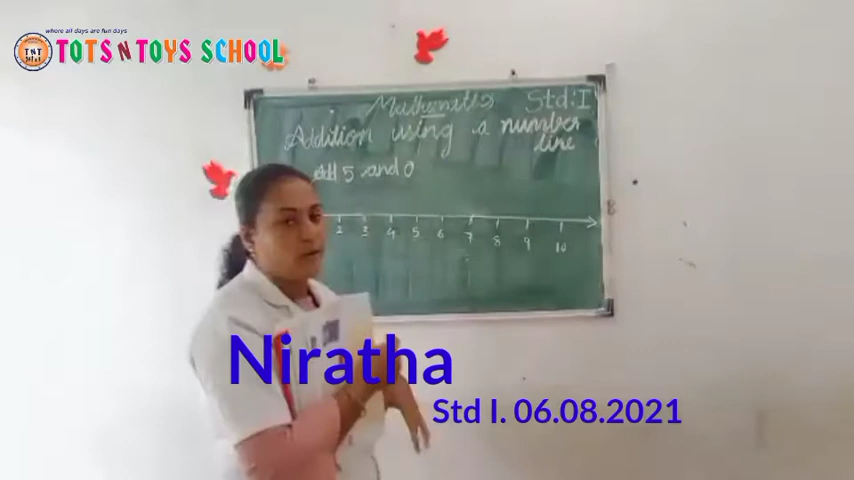 where all days are fun days
TNT
TOTS N TOYS SCHOOL
Mathematics Std:I
Addition using a number
line
5 and 0
2 3 4 5 6 7 8 9 10
Niratha
Std I. 06.08.2021